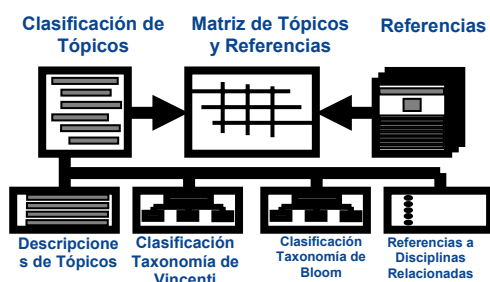 Clasificación de
Tópicos
Matriz de Tópicos
y Referencias
Referencias
Descripcione
s de Tópicos
Clasificación
Taxonomía de
Vincenti
Clasificación
Taxonomía de
Bloom
Referencias a
Disciplinas
Relacionadas